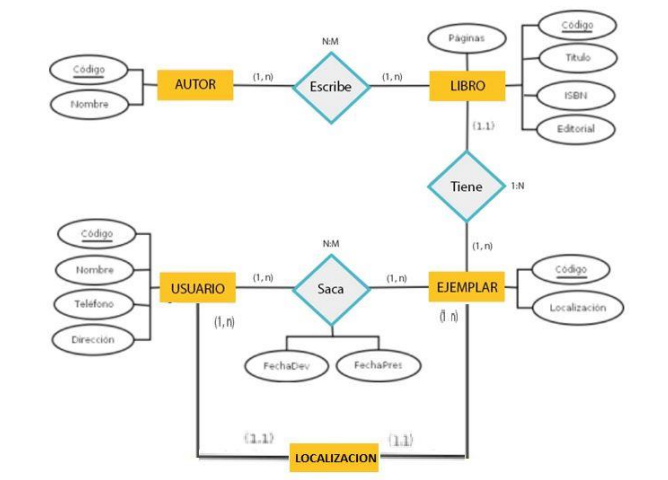 N:M
Páginas
Código
Código
(1, n)
(1, n)
Titulo
AUTOR
Escribe
LIBRO
Nombre
ISBN
(1.1)
Editorial
Tiene
1:N
Código
N:M
(1, n)
Nombre
(1, n)
(1, n)
Código
USUARIO
Saca
EJEMPLAR
Teléfono
Localización
(1, n)
(1 n)
Dirección
FechaDev
FechaPres
(1.1)
(1.1)
LOCALIZACION